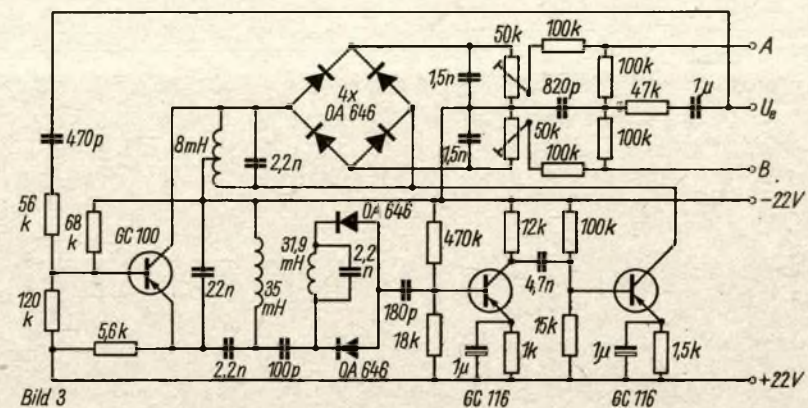 50k
100k
A
4x
0A 646
1,5n
820p
100k
47k
1µ
Uₑ
470p
8mH
2,2n
1,5n
50k
100k
100k
B
-22V
56
k
68
k
GC 100
0A 646
12k
100k
22n
31,9
mH
2,2
n
470k
35
mH
4,7n
120
k
5,6k
180p
18k
15k
2.2n
100p
0A 646
1µ
1k
1µ
1,5k
+22V
Bild 3
GC 116
GC 116